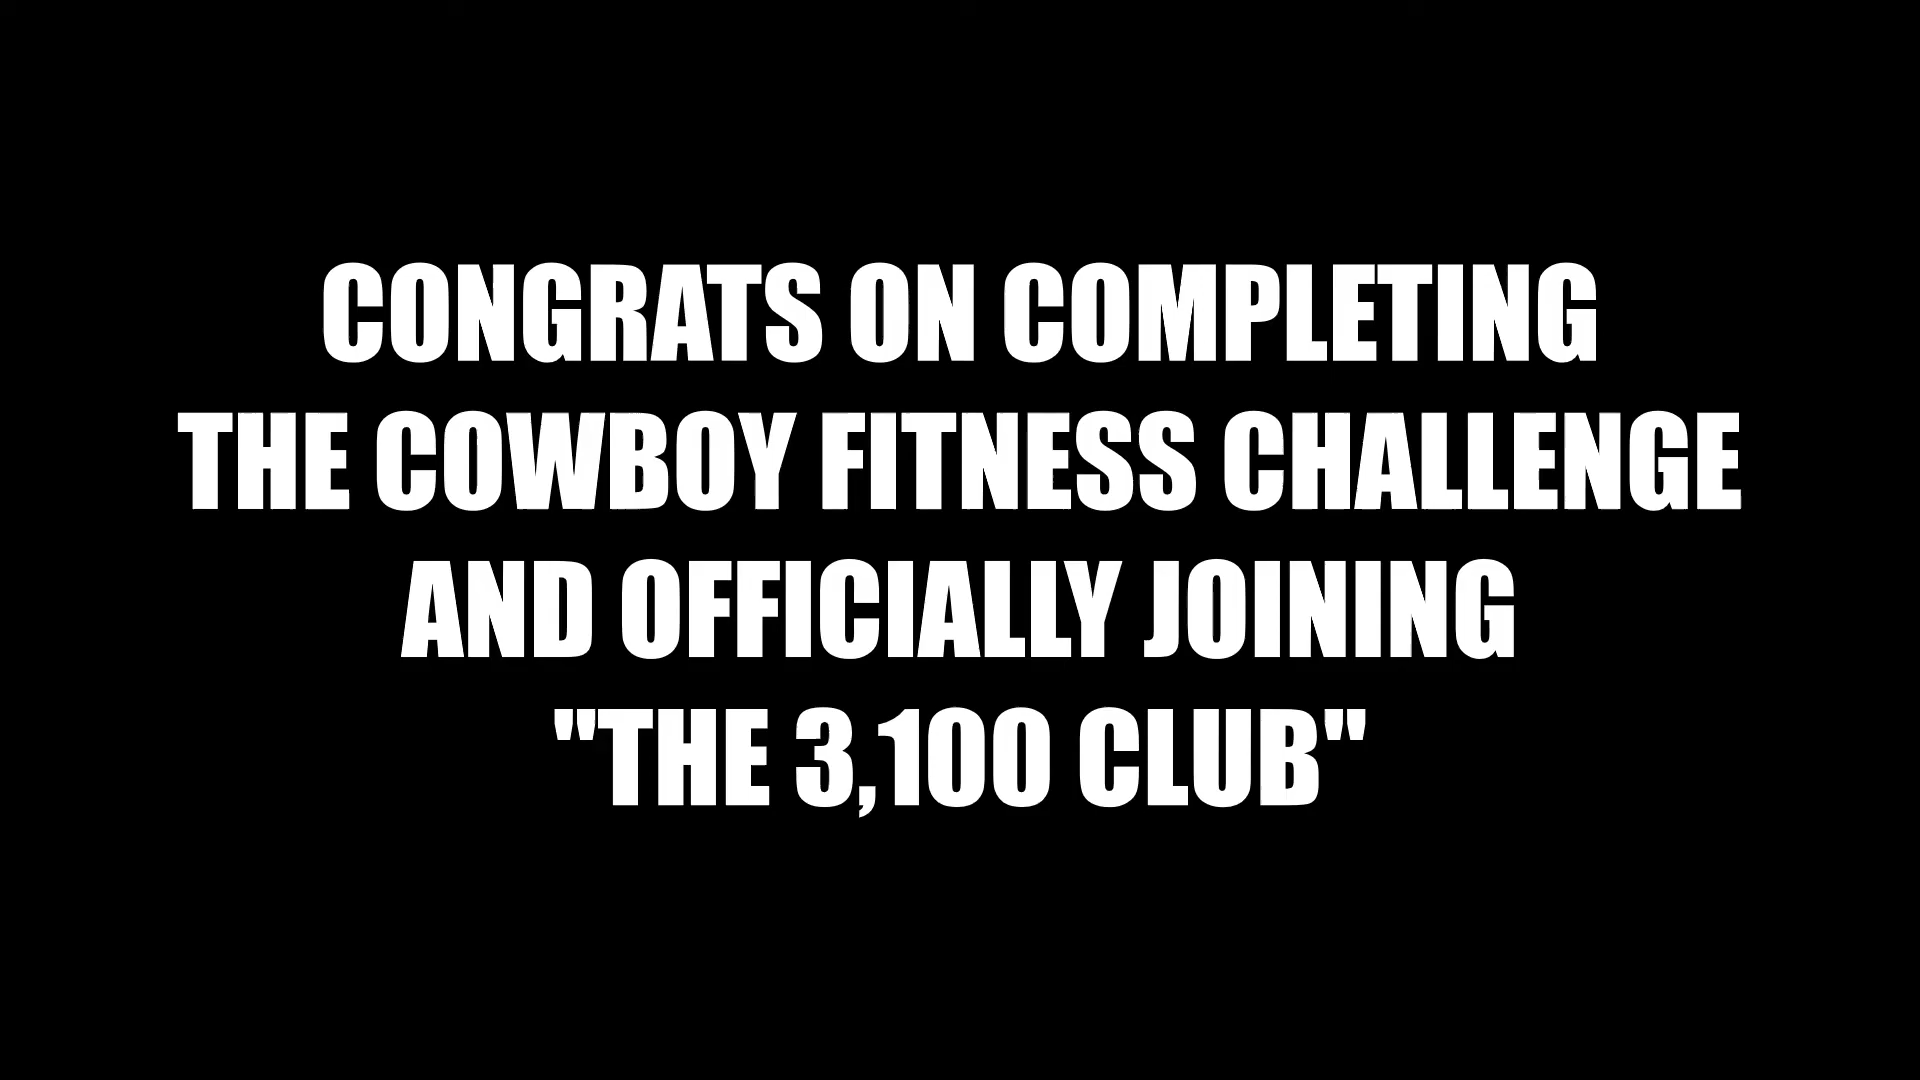 CONGRATS ON COMPLETING
THE COWBOY FITNESS CHALLENGE
AND OFFICIALLY JOINING
"THE 3,100 CLUB"